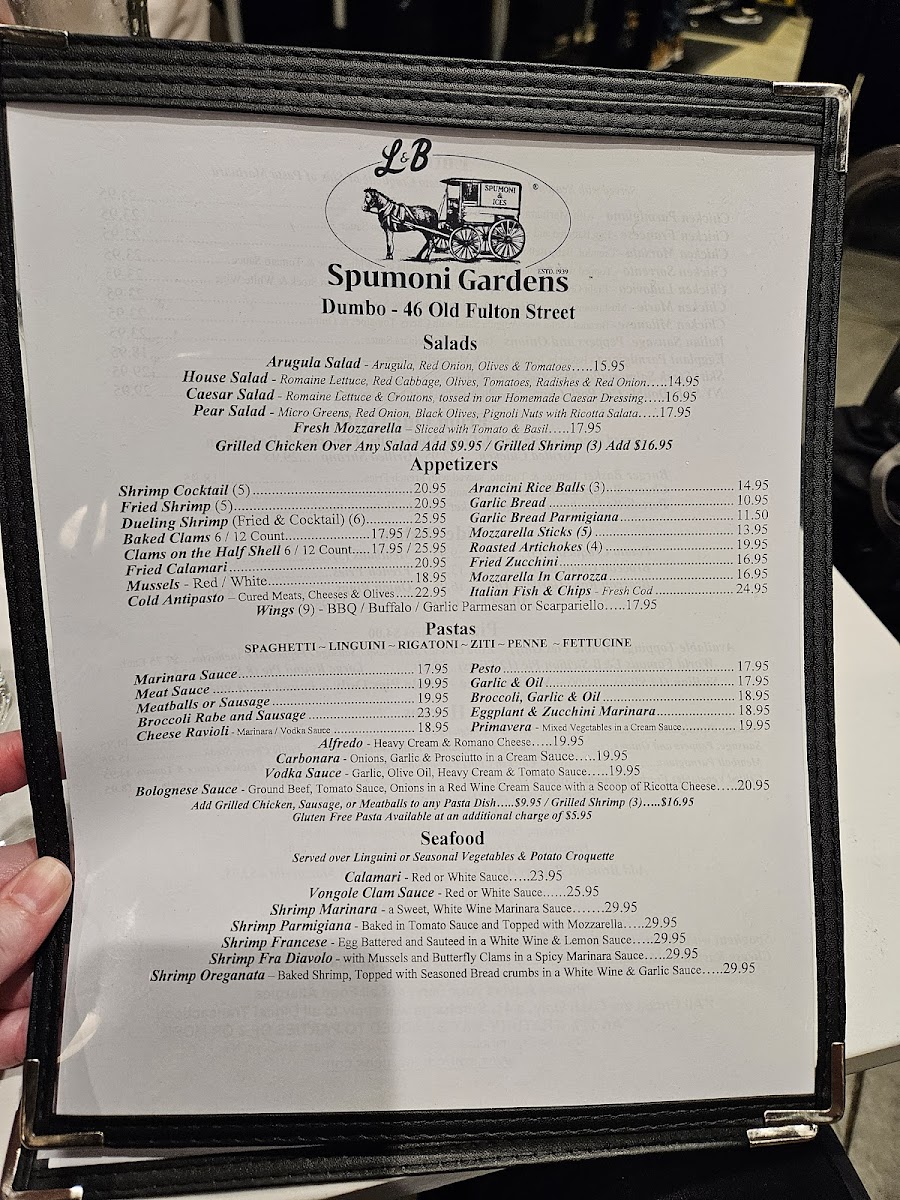 L & B
SPUMONI
&
ICES
®
Spumoni Gardens
ESTD. 1939
Dumbo - 46 Old Fulton Street
Salads
Arugula Salad - Arugula, Red Onion, Olives & Tomatoes.....15.95
House Salad - Romaine Lettuce, Red Cabbage, Olives, Tomatoes, Radishes & Red Onion.....14.95
Caesar Salad - Romaine Lettuce & Croutons, tossed in our Homemade Caesar Dressing.....16.95
Pear Salad - Micro Greens, Red Onion, Black Olives, Pignoli Nuts with Ricotta Salata.....17.95
Fresh Mozzarella – Sliced with Tomato & Basil.....17.95
Grilled Chicken Over Any Salad Add $9.95 / Grilled Shrimp (3) Add $16.95
Appetizers
Shrimp Cocktail (5)...20.95
Fried Shrimp (5)...20.95
Dueling Shrimp (Fried & Cocktail) (6)...25.95
Baked Clams 6 / 12 Count...17.95 / 25.95
Clams on the Half Shell 6 / 12 Count.....17.95 / 25.95
Fried Calamari...20.95
Mussels - Red / White...18.95
Cold Antipasto – Cured Meats, Cheeses & Olives.....22.95
Arancini Rice Balls (3)...14.95
Garlic Bread...10.95
Garlic Bread Parmigiana...11.50
Mozzarella Sticks (5)...13.95
Roasted Artichokes (4)...19.95
Fried Zucchini...16.95
Mozzarella In Carrozza...16.95
Italian Fish & Chips - Fresh Cod...24.95
Wings (9) - BBQ / Buffalo / Garlic Parmesan or Scarpariello.....17.95
Pastas
SPAGHETTI ~ LINGUINI ~ RIGATONI ~ ZITI ~ PENNE ~ FETTUCINE
Marinara Sauce...17.95
Meat Sauce...19.95
Meatballs or Sausage...19.95
Broccoli Rabe and Sausage...23.95
Cheese Ravioli - Marinara / Vodka Sauce...18.95
Pesto...17.95
Garlic & Oil...17.95
Broccoli, Garlic & Oil...18.95
Eggplant & Zucchini Marinara...18.95
Primavera - Mixed Vegetables in a Cream Sauce...19.95
Alfredo - Heavy Cream & Romano Cheese.....19.95
Carbonara - Onions, Garlic & Prosciutto in a Cream Sauce.....19.95
Vodka Sauce - Garlic, Olive Oil, Heavy Cream & Tomato Sauce.....19.95
Bolognese Sauce - Ground Beef, Tomato Sauce, Onions in a Red Wine Cream Sauce with a Scoop of Ricotta Cheese.....20.95
Add Grilled Chicken, Sausage, or Meatballs to any Pasta Dish.....$9.95 / Grilled Shrimp (3).....$16.95
Gluten Free Pasta Available at an additional charge of $5.95
Seafood
Served over Linguini or Seasonal Vegetables & Potato Croquette
Calamari - Red or White Sauce.....23.95
Vongole Clam Sauce - Red or White Sauce......25.95
Shrimp Marinara - a Sweet, White Wine Marinara Sauce.......29.95
Shrimp Parmigiana - Baked in Tomato Sauce and Topped with Mozzarella.....29.95
Shrimp Francese - Egg Battered and Sauteed in a White Wine & Lemon Sauce.....29.95
Shrimp Fra Diavolo - with Mussels and Butterfly Clams in a Spicy Marinara Sauce.....29.95
Shrimp Oreganata – Baked Shrimp, Topped with Seasoned Bread crumbs in a White Wine & Garlic Sauce.....29.95